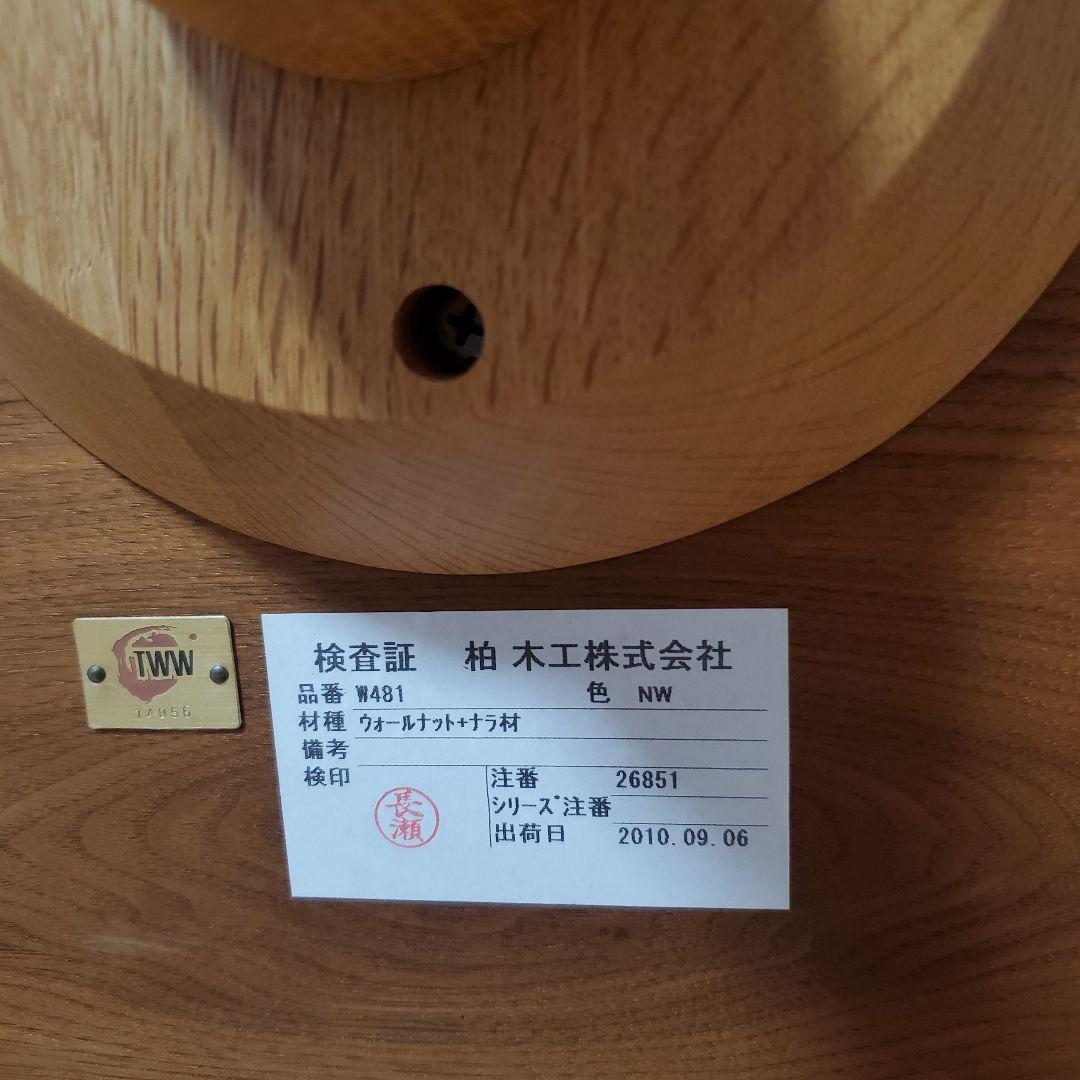 TWW
14056
検査証 柏木工株式会社
品番 W481 色 NW
材種 ウォールナット+ナラ材
備考
検印 注番 26851
シリーズ注番
長瀬
出荷日 2010.09.06